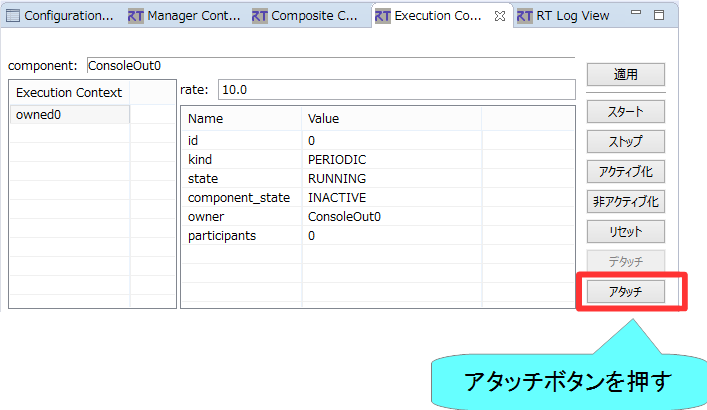 Configuration... RT Manager Cont... RT Composite C... RT Execution Co... RT RT Log View
component: ConsoleOut0
適用
Execution Context
rate: 10.0
owned0
Name Value
id 0
kind PERIODIC
state RUNNING
component_state INACTIVE
owner ConsoleOut0
participants 0
スタート
ストップ
アクティブ化
非アクティブ化
リセット
デタッチ
アタッチ
アタッチボタンを押す